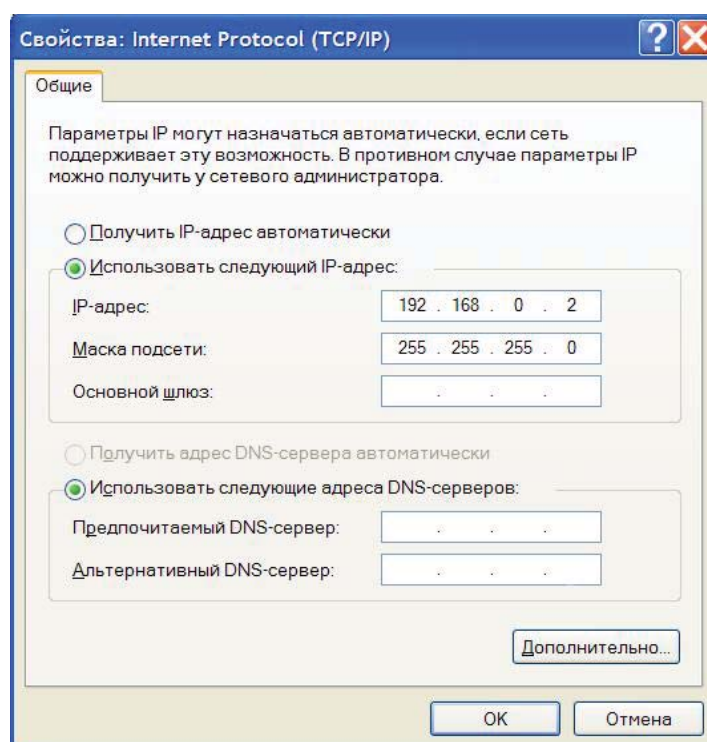 Свойства: Internet Protocol (TCP/IP)
Общие
Параметры IP могут назначаться автоматически, если сеть
поддерживает эту возможность. В противном случае параметры IP
можно получить у сетевого администратора.
Получить IP-адрес автоматически
Использовать следующий IP-адрес:
IP-адрес: 192 . 168 . 0 . 2
Маска подсети: 255 . 255 . 255 . 0
Основной шлюз: . . .
Получить адрес DNS-сервера автоматически
Использовать следующие адреса DNS-серверов:
Предпочитаемый DNS-сервер: . . .
Альтернативный DNS-сервер: . . .
Дополнительно...
OK Отмена